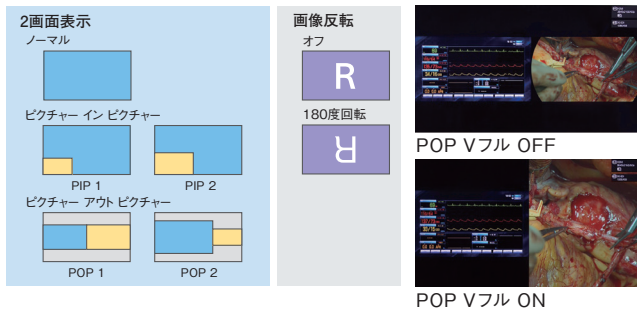 2画面表示
ノーマル
ピクチャー イン ピクチャー
PIP 1
PIP 2
ピクチャー アウト ピクチャー
POP 1
POP 2
画像反転
オフ
R
180度回転
R
POP Vフル OFF
POP Vフル ON